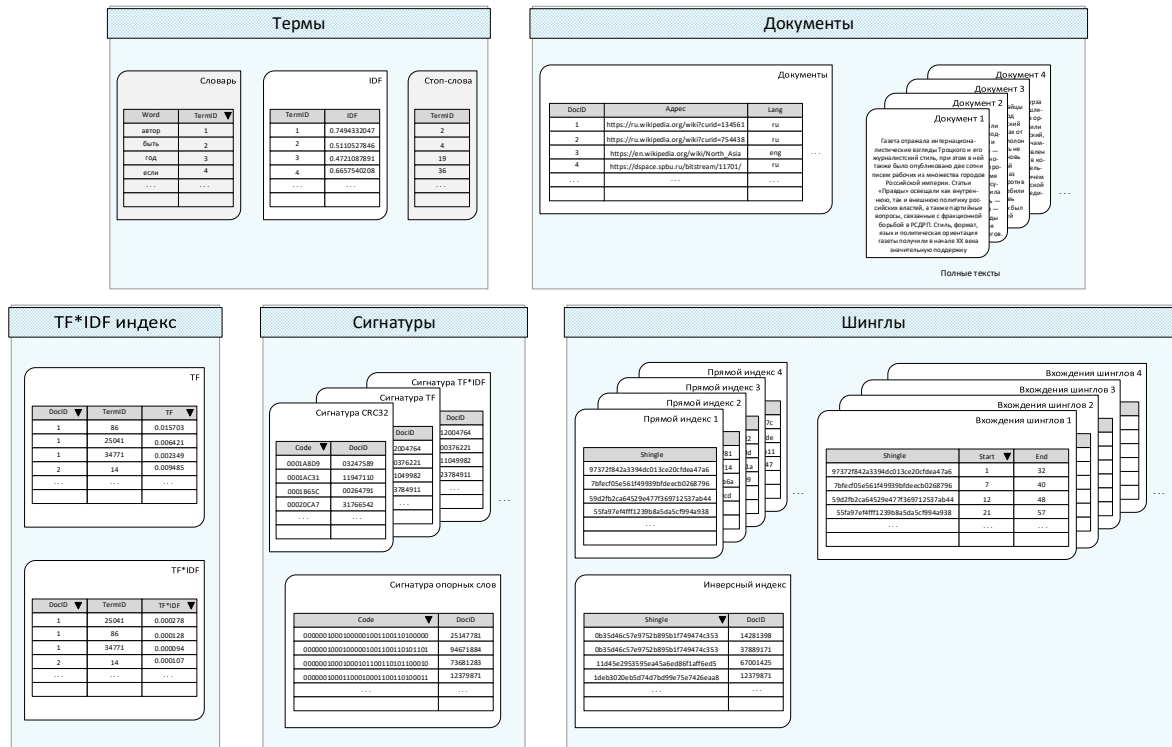 Термы
Словарь
Word TermID
автор 1
быть 2
год 3
если 4
... ...
IDF
TermID IDF
1 0.7494332047
2 0.5110527846
3 0.4721087891
4 0.6657540208
... ...
Стоп-слова
TermID
2
4
19
36
...
Документы
Документы
DocID Адрес Lang
1 https://ru.wikipedia.org/wiki?curid=134561 ru
2 https://ru.wikipedia.org/wiki?curid=754438 ru
3 https://en.wikipedia.org/wiki/North_Asia eng
4 https://dspace.spbu.ru/bitstream/11701/ ru
... ... ...
...
Документ 4
Документ 3
Документ 2
Документ 1
Газета отражала интернациона-
листические взгляды Троцкого и его
журналистский стиль, при этом в ней
также было опубликовано две сотни
писем рабочих из множества городов
Российской империи. Статьи
«Правды» освещали как внутрен-
нюю, так и внешнюю политику рос-
сийских властей, а также партийные
вопросы, связанные с фракционной
борьбой в РСДРП. Стиль, формат,
язык и политическая ориентация
газеты получили в начале XX века
значительную поддержку
...
Полные тексты
TF*IDF индекс
TF
DocID TermID TF
1 86 0.015703
1 25041 0.006421
1 34771 0.002349
2 14 0.009485
... ... ...
TF*IDF
DocID TermID TF*IDF
1 25041 0.000278
1 86 0.000128
1 34771 0.000094
2 14 0.000107
... ... ...
Сигнатуры
Сигнатура TF*IDF
DocID
12004764
00376221
11049982
23784911
...
Сигнатура TF
DocID
2004764
0376221
1049982
3784911
...
Сигнатура CRC32
Code DocID
0001A8D9 03247589
0001AC31 11947110
0001B65C 00264791
00020CA7 31766542
... ...
...
Сигнатура опорных слов
Code DocID
0000001000100000100110011010000 25147781
0000001000100000100110011010110 94671884
Шинглы
Прямой индекс 4
Прямой индекс 3
Прямой индекс 2
Прямой индекс 1
Shingle
97372f842a3394dc013ce20cfdea47a6
7bfecf05e561f49939bfdeecb0268796
59d2fb2ca64529e477f369712537ab44
55fa97ef4fff1239b8a5da5cf994a938
...
...
Вхождения шинглов 4
Вхождения шинглов 3
Вхождения шинглов 2
Вхождения шинглов 1
Shingle Start End
97372f842a3394dc013ce20cfdea47a6 1 32
7bfecf05e561f49939bfdeecb0268796 7 40
59d2fb2ca64529e477f369712537ab44 12 48
55fa97ef4fff1239b8a5da5cf994a938 21 57
... ... ...
...
Инверсный индекс
Shingle DocID
0b35d46c57e9752b895b1f749474c353 14281398
0b35d46c57e9752b895b1f749474c353 37889171
11d45e2953595ea45a6ed86f1aff6ed5 67001425
1deb3020eb5d74d7bd99e75e7426eaa8 12379871
... ...